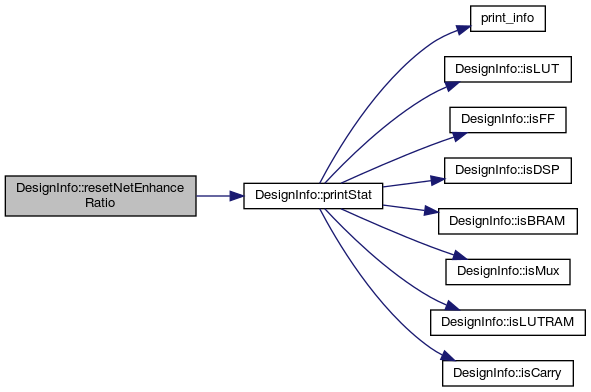 DesignInfo::resetNetEnhance
Ratio
DesignInfo::printStat
print_info
DesignInfo::isLUT
DesignInfo::isFF
DesignInfo::isDSP
DesignInfo::isBRAM
DesignInfo::isMux
DesignInfo::isLUTRAM
DesignInfo::isCarry